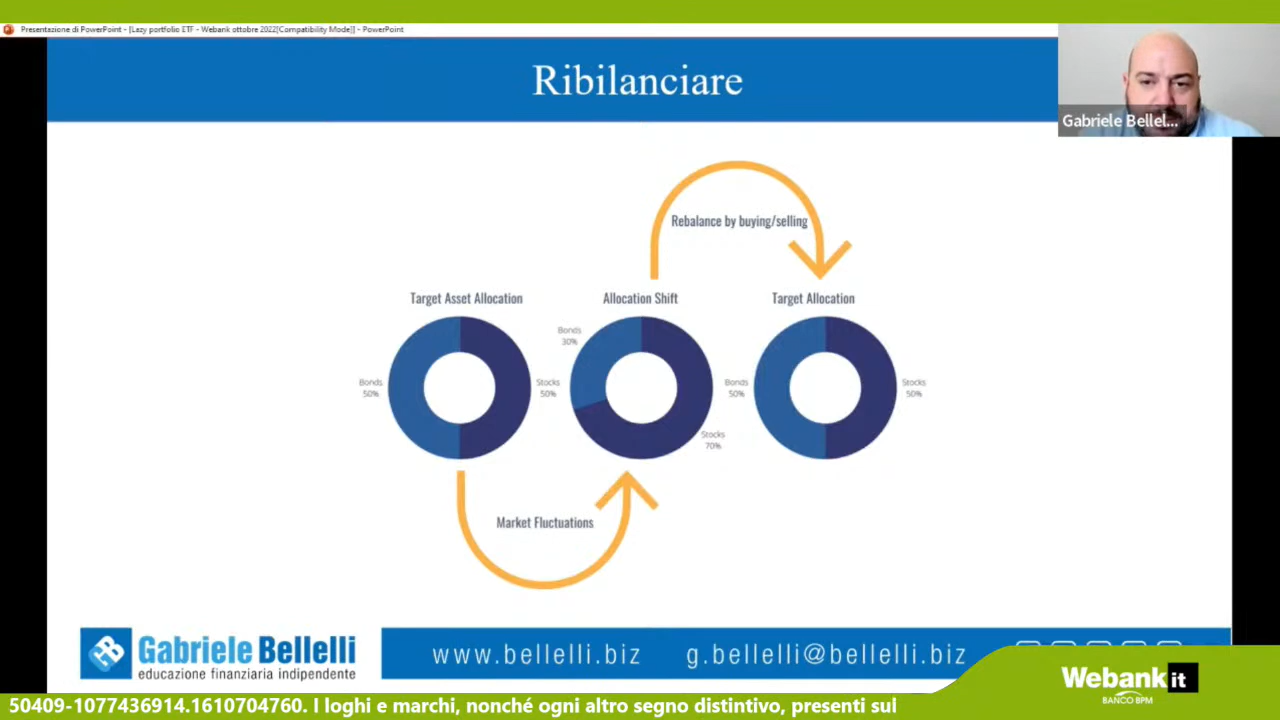 Presentazione di PowerPoint - [Lazy portfolio ETF - Webank ottobre 2022[Compatibility Mode]] - PowerPoint
Ribilanciare
Gabriele Bellel...
Rebalance by buying/selling
Target Asset Allocation
Allocation Shift
Target Allocation
Bonds
30%
Bonds
50%
Stocks
50%
Bonds
50%
Stocks
50%
Stocks
70%
Market Fluctuations
HB
Gabriele Bellelli
educazione finanziaria indipendente
www.bellelli.biz
g.bellelli@bellelli.biz
Webank it
BANCO BPM
50409-1077436914.1610704760. I loghi e marchi, nonché ogni altro segno distintivo, presenti sul